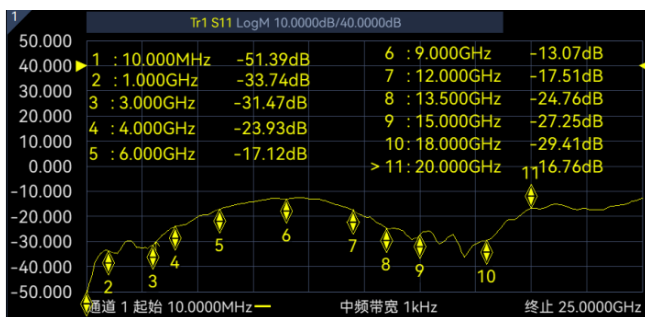 1
Tr1 S11 LogM 10.0000dB/40.0000dB
50.000
40.000
30.000
20.000
10.000
0.000
-10.000
-20.000
-30.000
-40.000
-50.000
1 : 10.000MHz -51.39dB
2 : 1.000GHz -33.74dB
3 : 3.000GHz -31.47dB
4 : 4.000GHz -23.93dB
5 : 6.000GHz -17.12dB
6 : 9.000GHz -13.07dB
7 : 12.000GHz -17.51dB
8 : 13.500GHz -24.76dB
9 : 15.000GHz -27.25dB
10: 18.000GHz -29.41dB
> 11: 20.000GHz -16.76dB
11
2
3
4
5
6
7
8
9
10
通道 1 起始 10.0000MHz 中频带宽 1kHz 终止 25.0000GHz